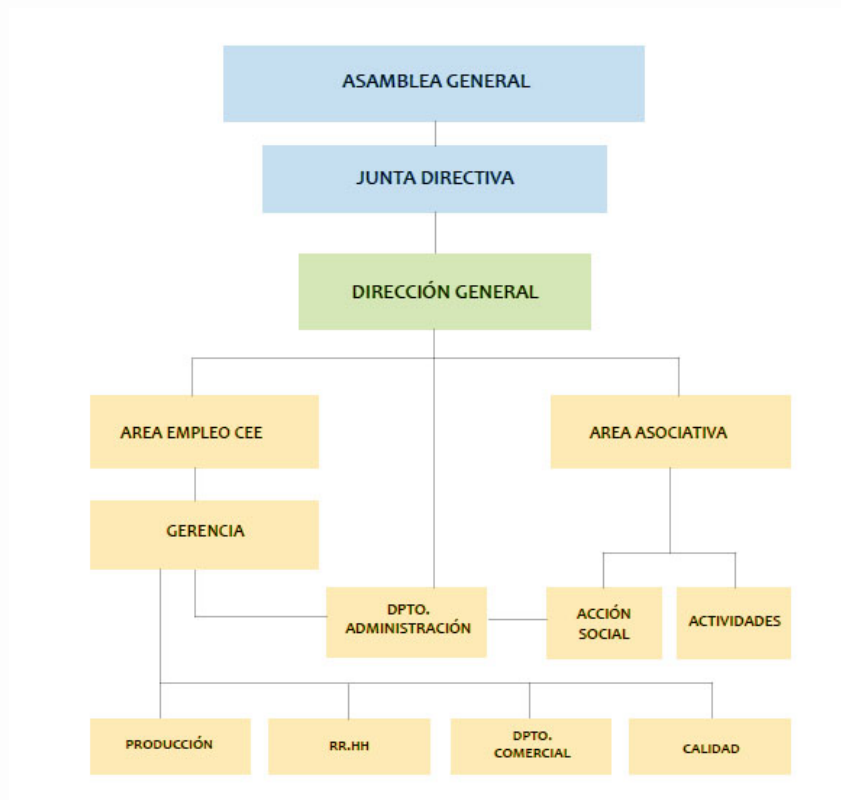 ASAMBLEA GENERAL
JUNTA DIRECTIVA
DIRECCIÓN GENERAL
AREA EMPLEO CEE
AREA ASOCIATIVA
GERENCIA
DPTO.
ADMINISTRACIÓN
ACCIÓN
SOCIAL
ACTIVIDADES
PRODUCCIÓN
RR.HH
DPTO.
COMERCIAL
CALIDAD